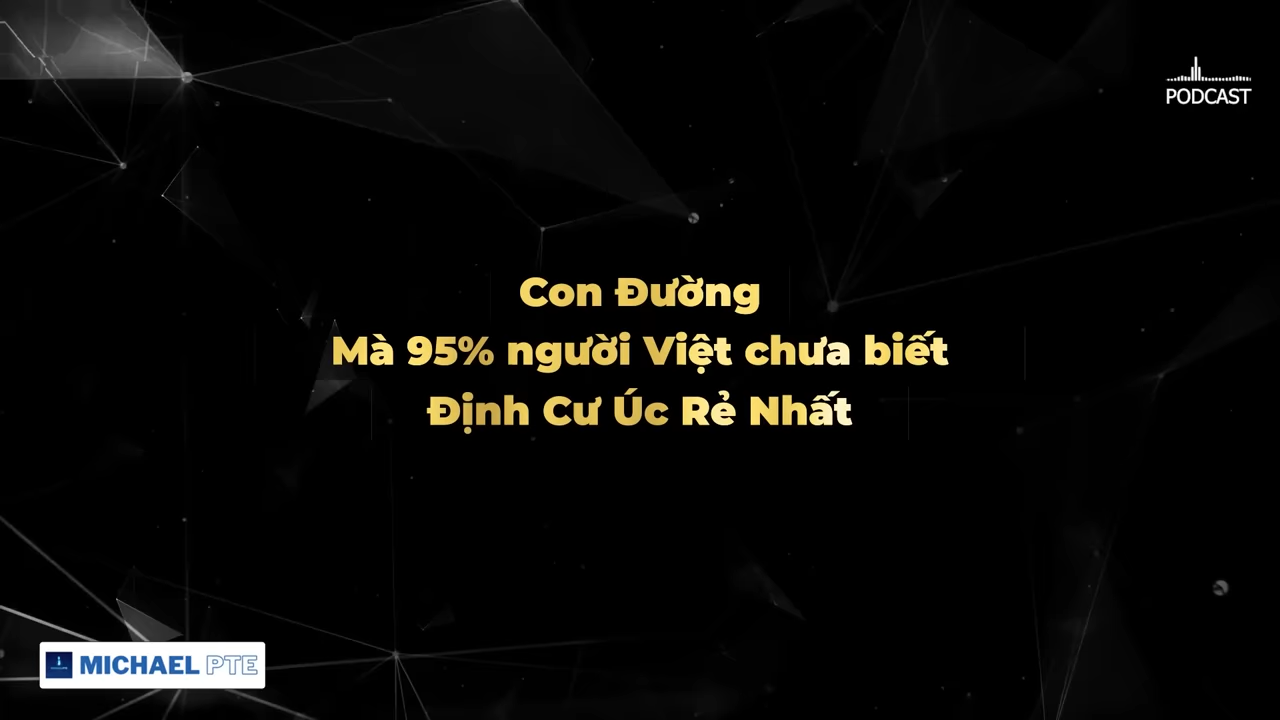 PODCAST
Con Đường
Mà 95% người Việt chưa biết
Định Cư Úc Rẻ Nhất
MICHAEL PTE